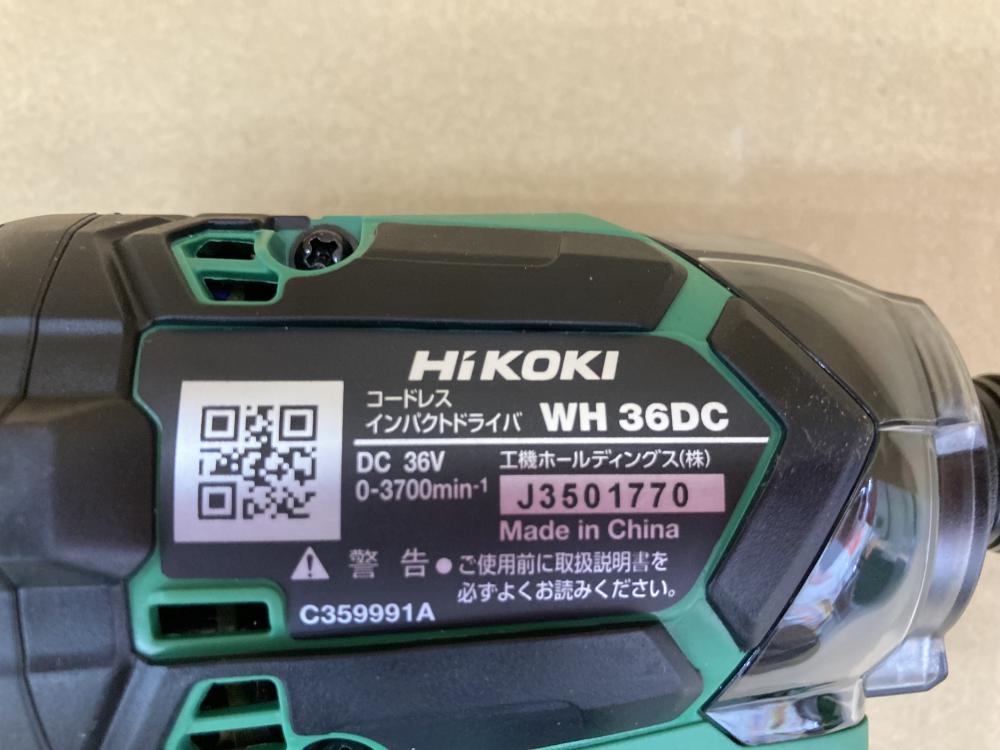 HiKOKI
コードレス
インパクトドライバ WH 36DC
DC 36V 工機ホールディングス(株)
0-3700min-1 J3501770
Made in China
警告 ●ご使用前に取扱説明書を
必ずよくお読みください。
C359991A